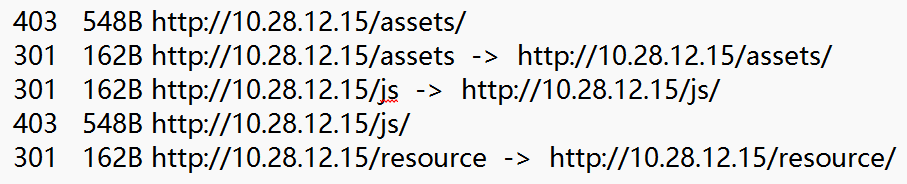 403 548B http://10.28.12.15/assets/
301 162B http://10.28.12.15/assets -> http://10.28.12.15/assets/
301 162B http://10.28.12.15/js -> http://10.28.12.15/js/
403 548B http://10.28.12.15/js/
301 162B http://10.28.12.15/resource -> http://10.28.12.15/resource/